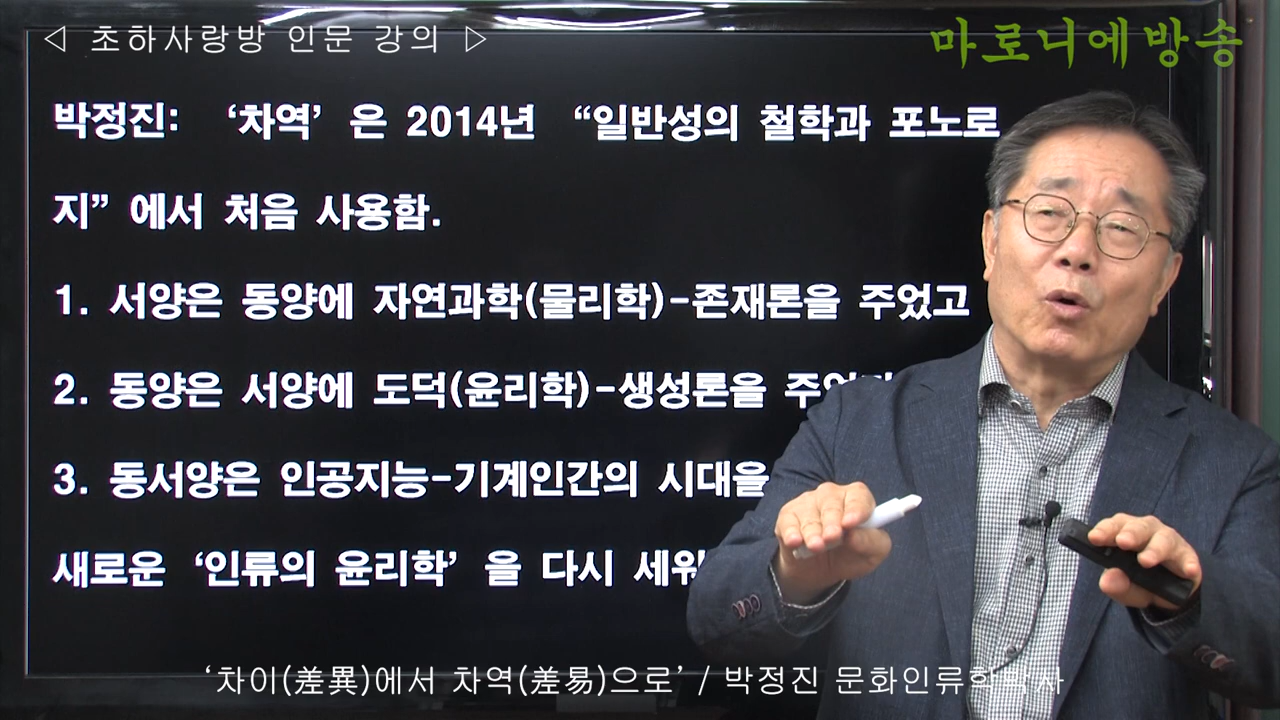 ◁ 초하사랑방 인문 강의 ▷
마로니에방송
박정진: ‘차역’은 2014년 “일반성의 철학과 포노로
지”에서 처음 사용함.
1. 서양은 동양에 자연과학(물리학)-존재론을 주었고
2. 동양은 서양에 도덕(윤리학)-생성론을
3. 동서양은 인공지능-기계인간의 시대를
새로운 ‘인류의 윤리학’을 다시
‘차이(差異)에서 차역(差易)으로’ / 박정진